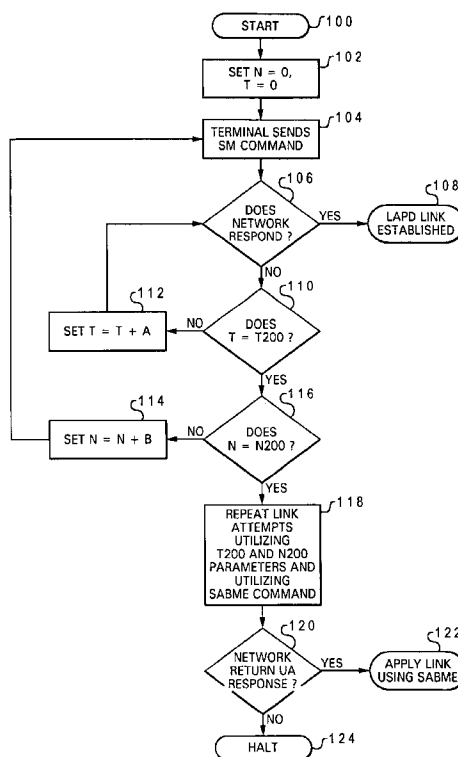 START
100
102
SET N = 0,
T = 0
104
TERMINAL SENDS
SM COMMAND
106
DOES
NETWORK
RESPOND ?
YES
108
LAPD LINK
ESTABLISHED
NO
110
DOES
T = T200 ?
NO
112
SET T = T + A
YES
116
DOES
N = N200 ?
NO
114
SET N = N + B
YES
118
REPEAT LINK
ATTEMPTS
UTILIZING
T200 AND N200
PARAMETERS AND
UTILIZING
SABME COMMAND
120
NETWORK
RETURN UA
RESPONSE ?
YES
122
APPLY LINK
USING SABME
NO
HALT
124